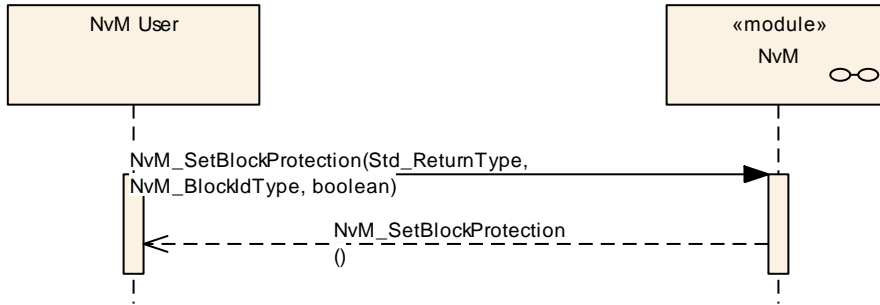 NvM User
«module»
NvM
NvM_SetBlockProtection(Std_ReturnType,
NvM_BlockIdType, boolean)
NvM_SetBlockProtection
()